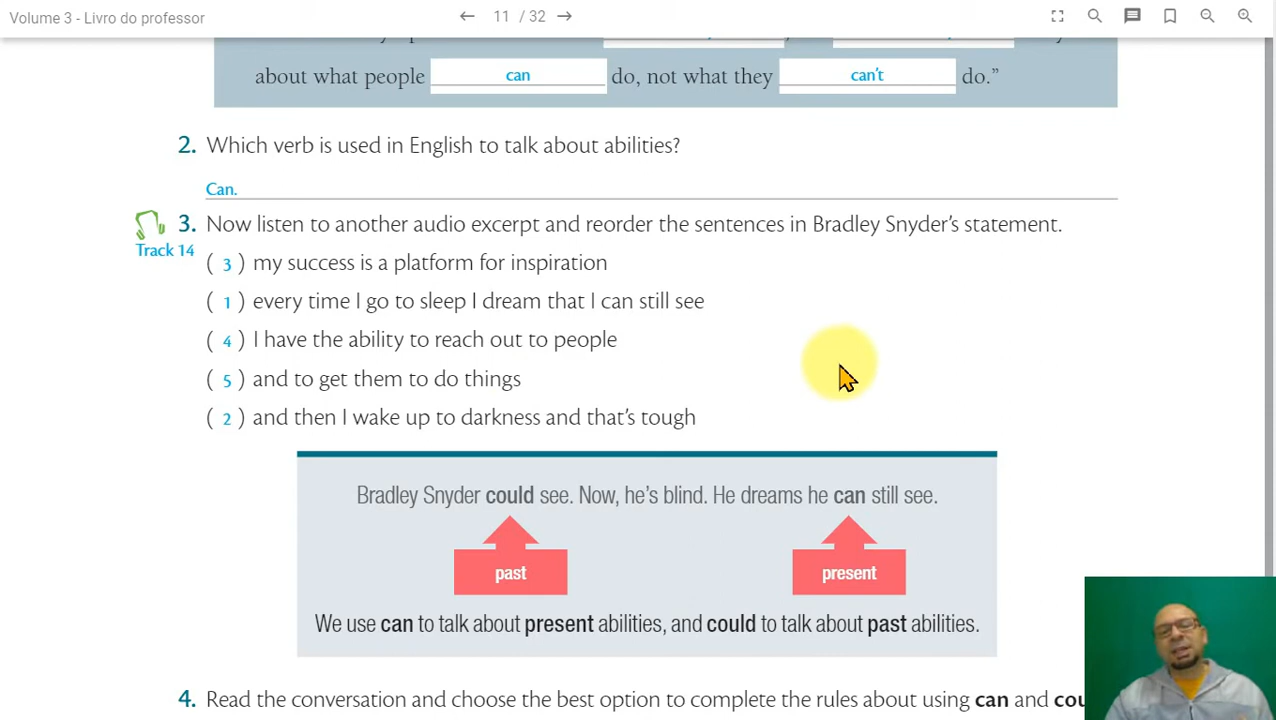 Volume 3 - Livro do professor
11 / 32
about what people can do, not what they can't do.”
2. Which verb is used in English to talk about abilities?
Can.
3. Now listen to another audio excerpt and reorder the sentences in Bradley Snyder's statement.
Track 14
( 3 ) my success is a platform for inspiration
( 1 ) every time I go to sleep I dream that I can still see
( 4 ) I have the ability to reach out to people
( 5 ) and to get them to do things
( 2 ) and then I wake up to darkness and that's tough
Bradley Snyder could see. Now, he's blind. He dreams he can still see.
past present
We use can to talk about present abilities, and could to talk about past abilities.
4. Read the conversation and choose the best option to complete the rules about using can and cou